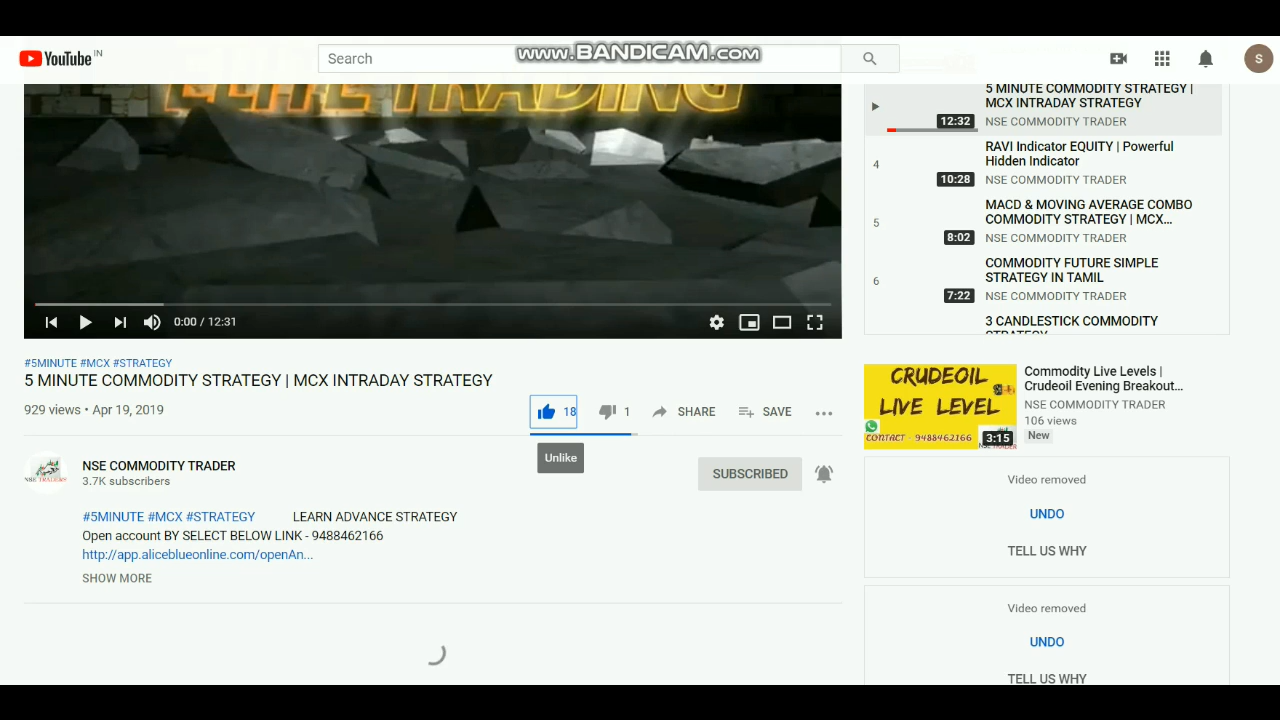 YouTube IN
Search
www.BANDICAM.com
S
ELITE TRADING
0:00 / 12:31
#5MINUTE #MCX #STRATEGY
5 MINUTE COMMODITY STRATEGY | MCX INTRADAY STRATEGY
929 views • Apr 19, 2019
18
1
SHARE
SAVE
Unlike
NSE COMMODITY TRADER
3.7K subscribers
SUBSCRIBED
#5MINUTE #MCX #STRATEGY LEARN ADVANCE STRATEGY
Open account BY SELECT BELOW LINK - 9488462166
http://app.aliceblueonline.com/openAn...
SHOW MORE
5 MINUTE COMMODITY STRATEGY |
MCX INTRADAY STRATEGY
12:32
NSE COMMODITY TRADER
4
RAVI Indicator EQUITY | Powerful
Hidden Indicator
10:28
NSE COMMODITY TRADER
5
MACD & MOVING AVERAGE COMBO
COMMODITY STRATEGY | MCX...
8:02
NSE COMMODITY TRADER
6
COMMODITY FUTURE SIMPLE
STRATEGY IN TAMIL
7:22
NSE COMMODITY TRADER
3 CANDLESTICK COMMODITY
STRATEGY
CRUDEOIL
LIVE LEVEL
CONTACT - 9488462166
3:15
Commodity Live Levels |
Crudeoil Evening Breakout...
NSE COMMODITY TRADER
106 views
New
Video removed
UNDO
TELL US WHY
Video removed
UNDO
TELL US WHY